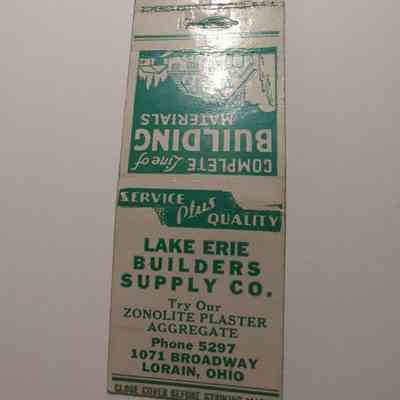 COMPLETE Line of
BUILDING
MATERIALS
SERVICE
Plus
QUALITY
LAKE ERIE
BUILDERS
SUPPLY CO.
Try Our
ZONOLITE PLASTER
AGGREGATE
Phone 5297
1071 BROADWAY
LORAIN, OHIO
CLOSE COVER BEFORE STRIKING